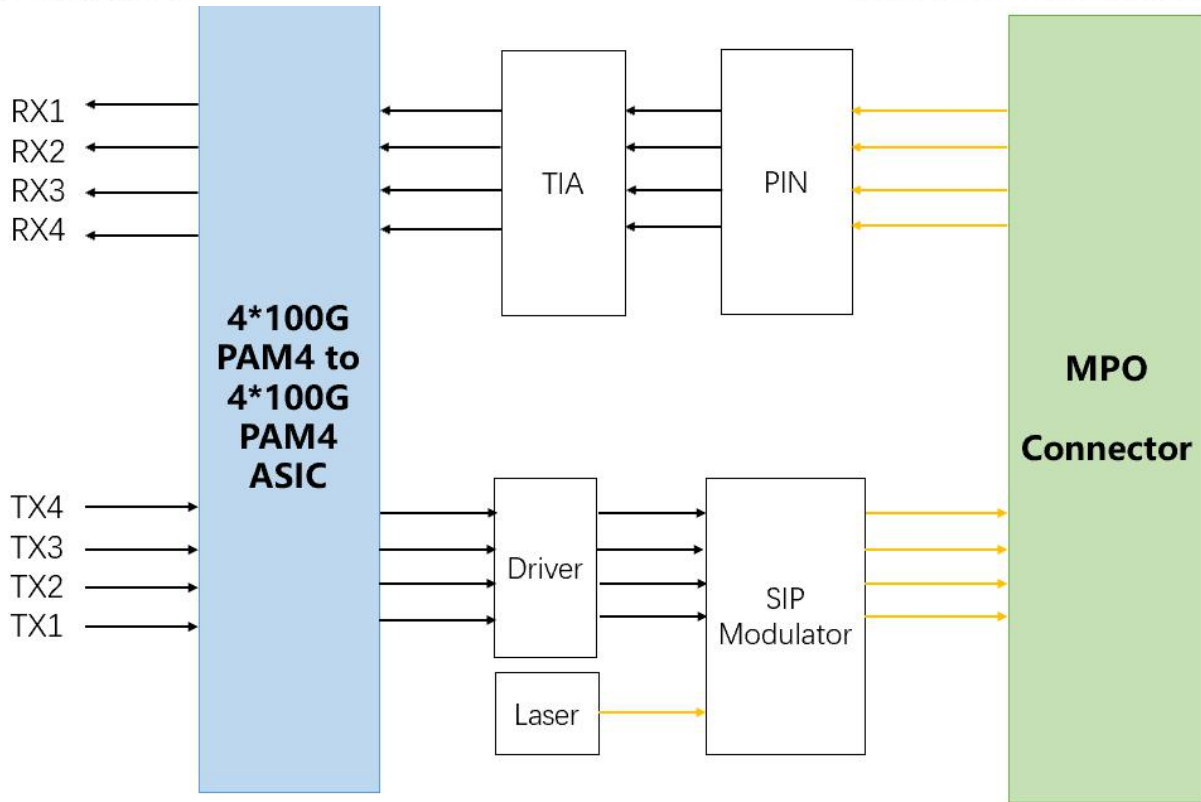 RX1
RX2
RX3
RX4
TIA
PIN
4*100G
PAM4 to
4*100G
PAM4
ASIC
MPO
Connector
TX4
TX3
TX2
TX1
Driver
SIP
Modulator
Laser